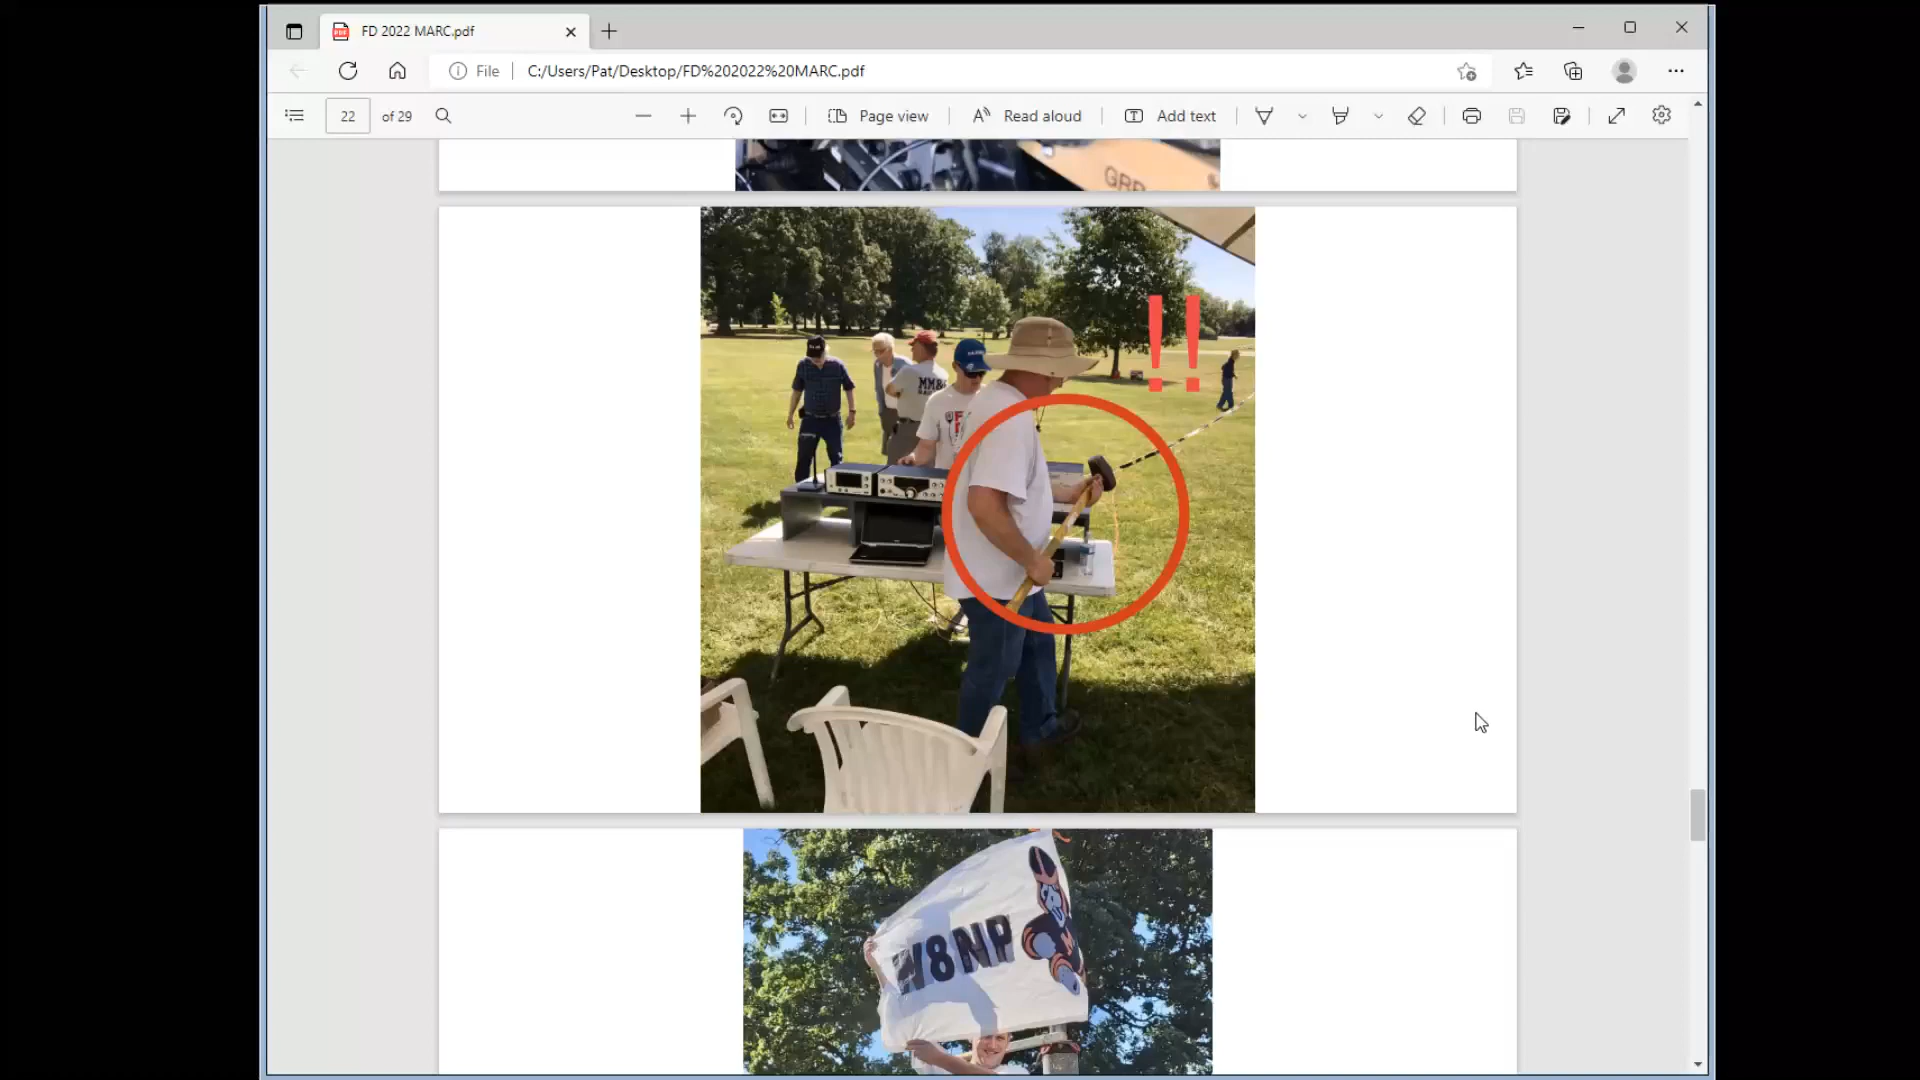 FD 2022 MARC.pdf
File
C:/Users/Pat/Desktop/FD%202022%20MARC.pdf
22
of 29
Page view
Read aloud
Add text
GRP
!!
W8NP